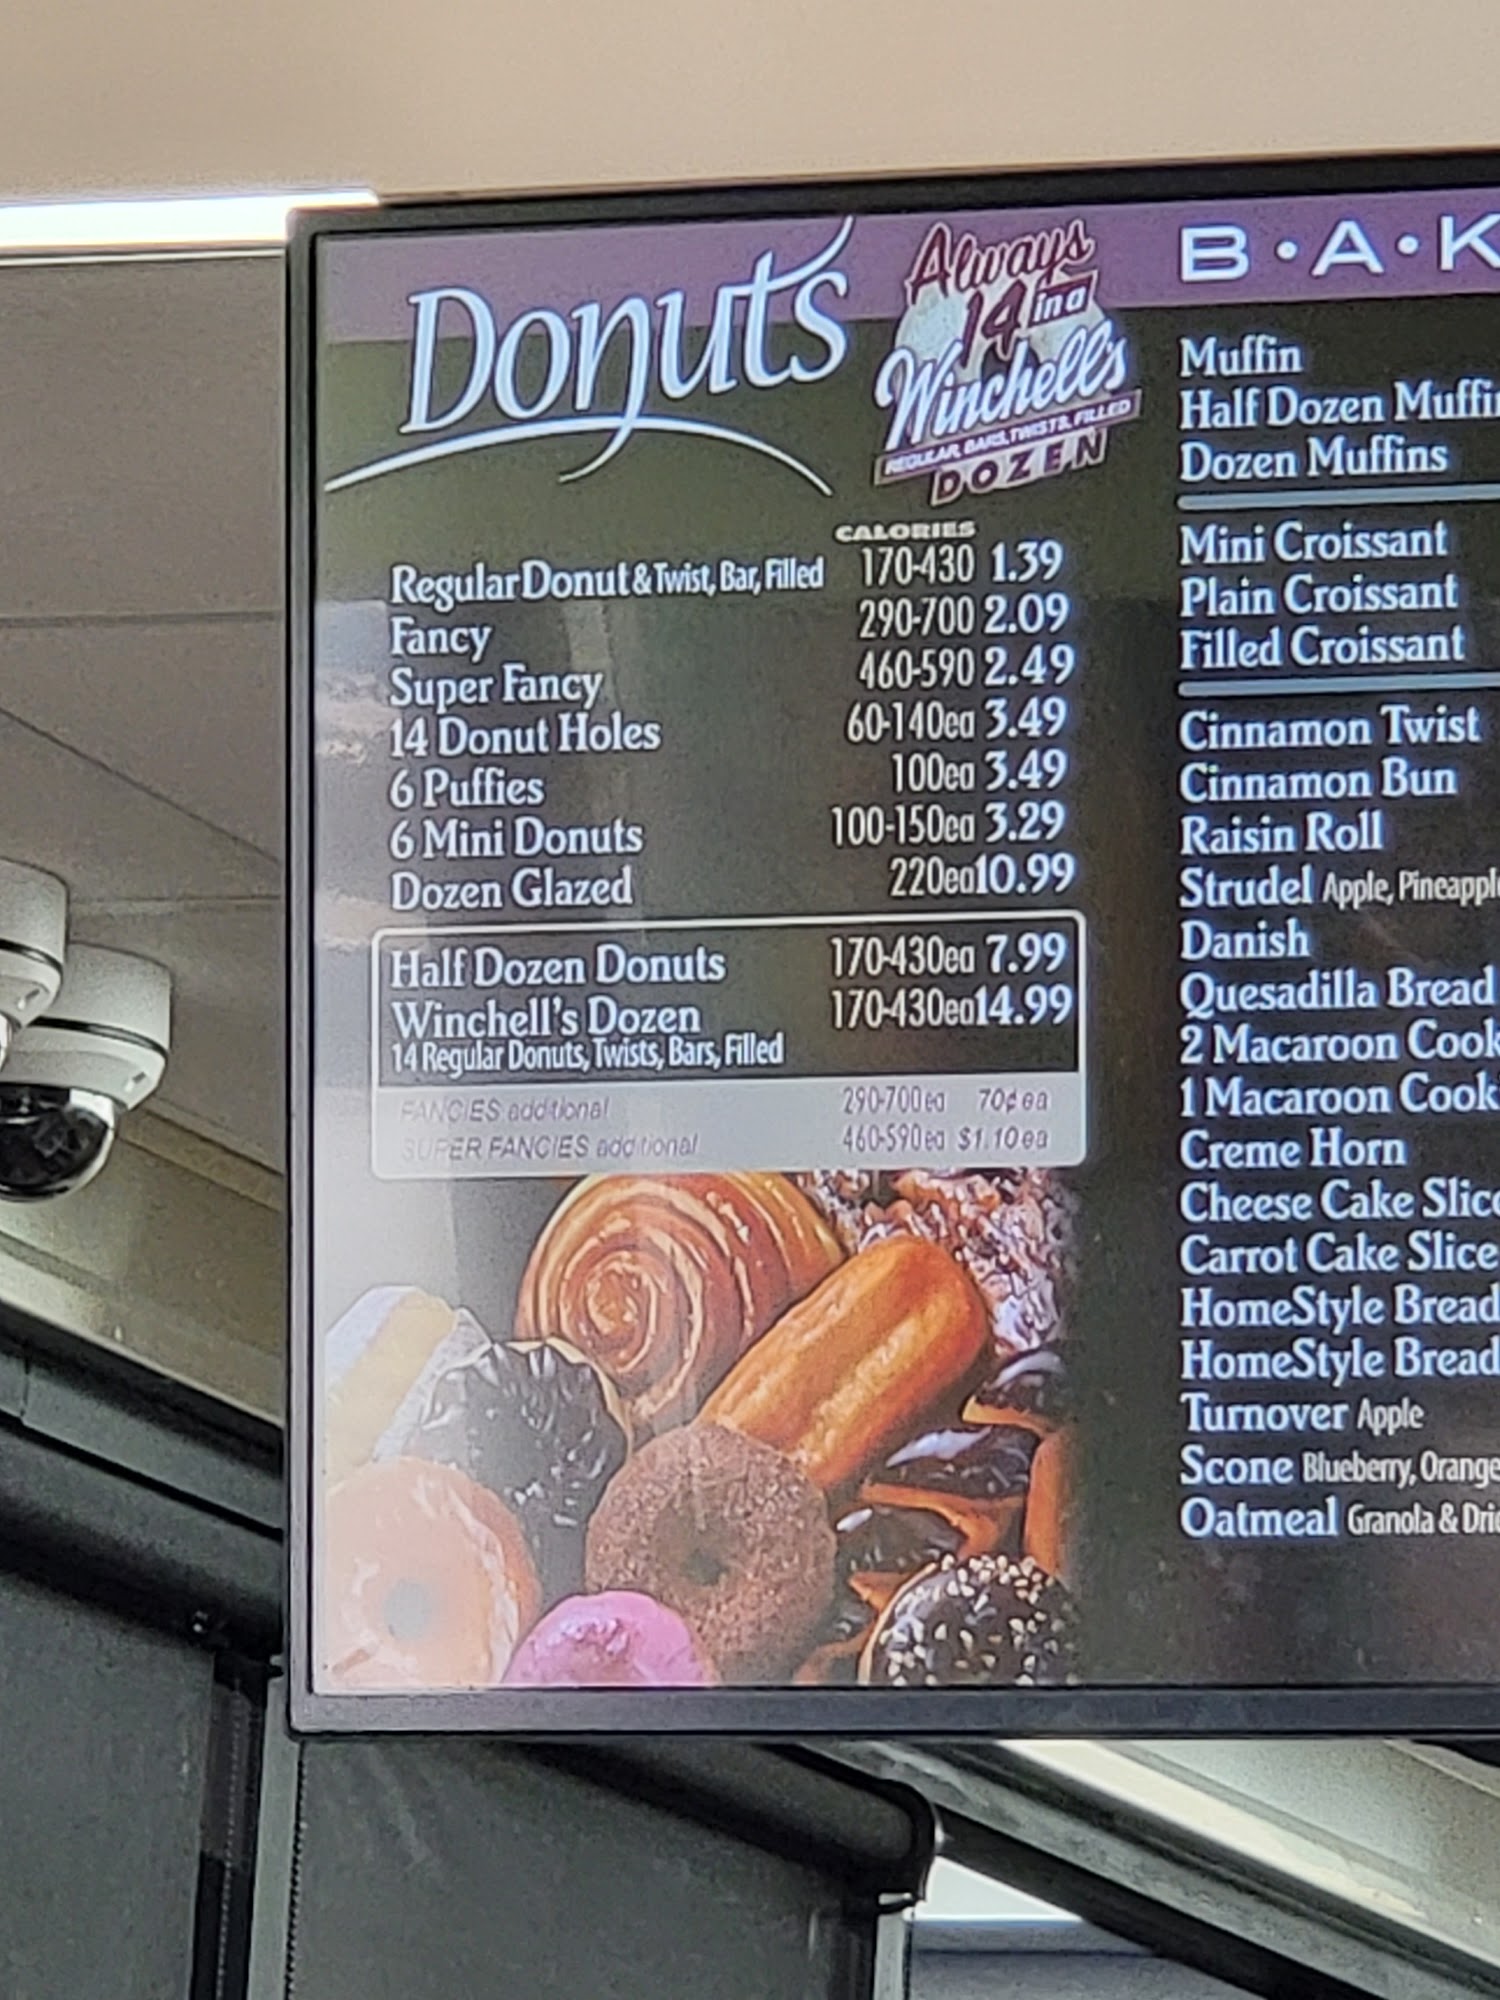 Donuts
Always
14 in a
Winchell's
REGULAR, BARS, TWISTS, FILLED
DOZEN
CALORIES
Regular Donut & Twist, Bar, Filled 170-430 1.39
Fancy 290-700 2.09
Super Fancy 460-590 2.49
14 Donut Holes 60-140ea 3.49
6 Puffies 100ea 3.49
6 Mini Donuts 100-150ea 3.29
Dozen Glazed 220ea 10.99
Half Dozen Donuts 170-430ea 7.99
Winchell's Dozen 170-430ea 14.99
14 Regular Donuts, Twists, Bars, Filled
FANCIES additional 290-700ea 70¢ ea
SUPER FANCIES additional 460-590ea $1.10 ea
B•A•K
Muffin
Half Dozen Muffin
Dozen Muffins
Mini Croissant
Plain Croissant
Filled Croissant
Cinnamon Twist
Cinnamon Bun
Raisin Roll
Strudel Apple, Pineapple
Danish
Quesadilla Bread
2 Macaroon Cook
1 Macaroon Cook
Creme Horn
Cheese Cake Slice
Carrot Cake Slice
HomeStyle Bread
HomeStyle Bread
Turnover Apple
Scone Blueberry, Orange
Oatmeal Granola & Drie